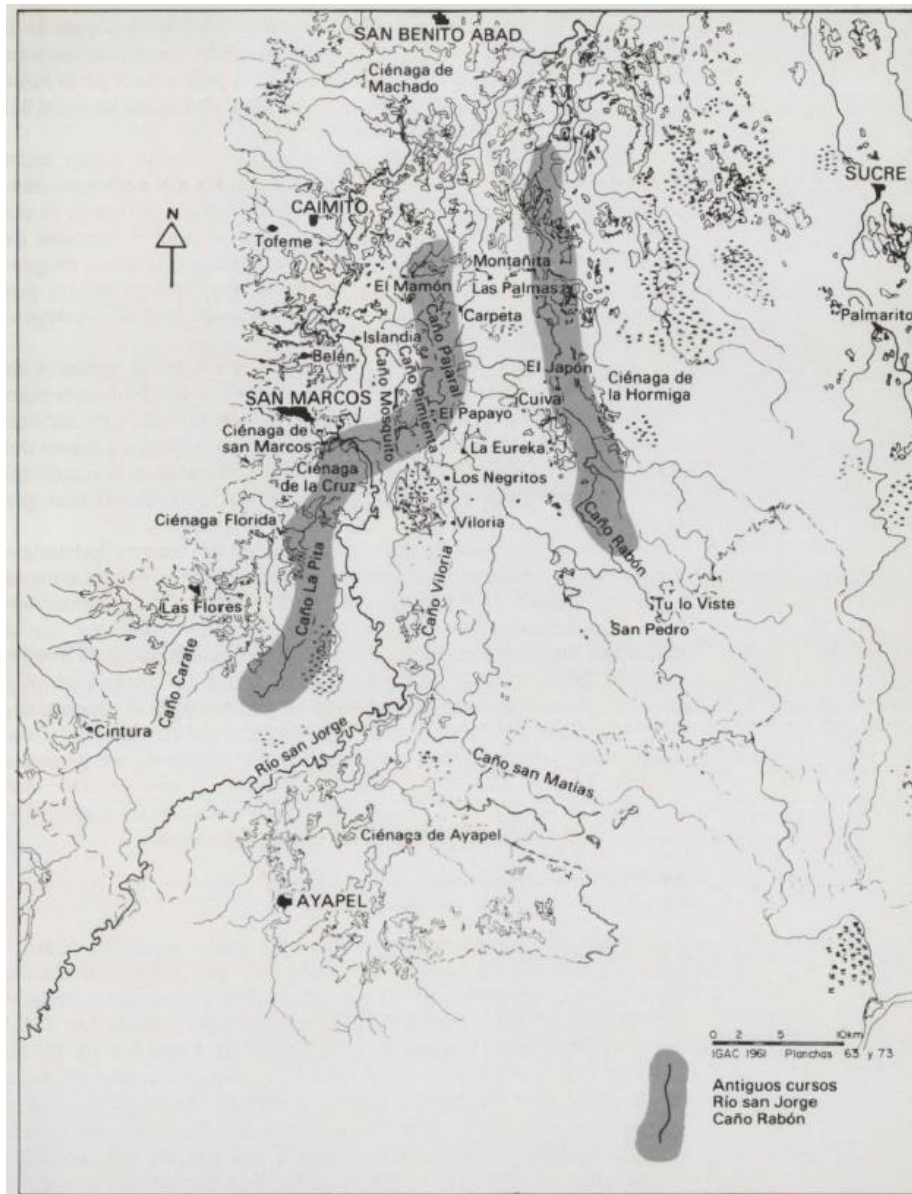 SAN BENITO ABAD
Ciénaga de
Machado
SUCRE
CAIMITO
N
Tofeme
Montañita
El Mamón
Las Palmas
Carpeta
Palmarito
Islandia
Belén
Caño Mosquito
Caño Pimienta
Caño Pajaral
El Japón
Ciénaga de
la Hormiga
SAN MARCOS
El Papayo
Cuiva
Ciénaga de
san Marcos
La Eureka
Ciénaga
de la Cruz
Los Negritos
Ciénaga Florida
Viloria
Caño Rabón
Caño La Pita
Caño Viloria
Las Flores
Tu lo Viste
San Pedro
Caño Carate
Cintura
Río san Jorge
Caño san Matías
Ciénaga de Ayapel
AYAPEL
0 2 5 10km
IGAC 1961 Planchas 63 y 73
Antiguos cursos
Río san Jorge
Caño Rabón